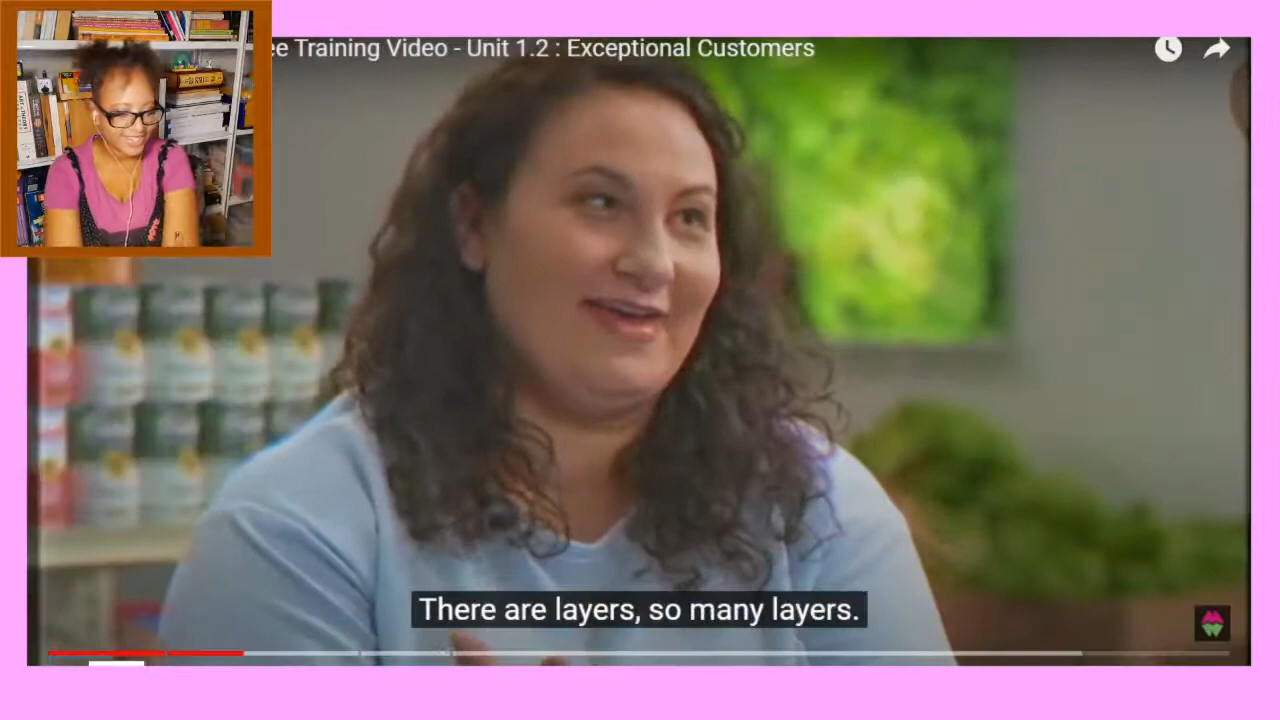 ee Training Video - Unit 1.2 : Exceptional Customers
There are layers, so many layers.